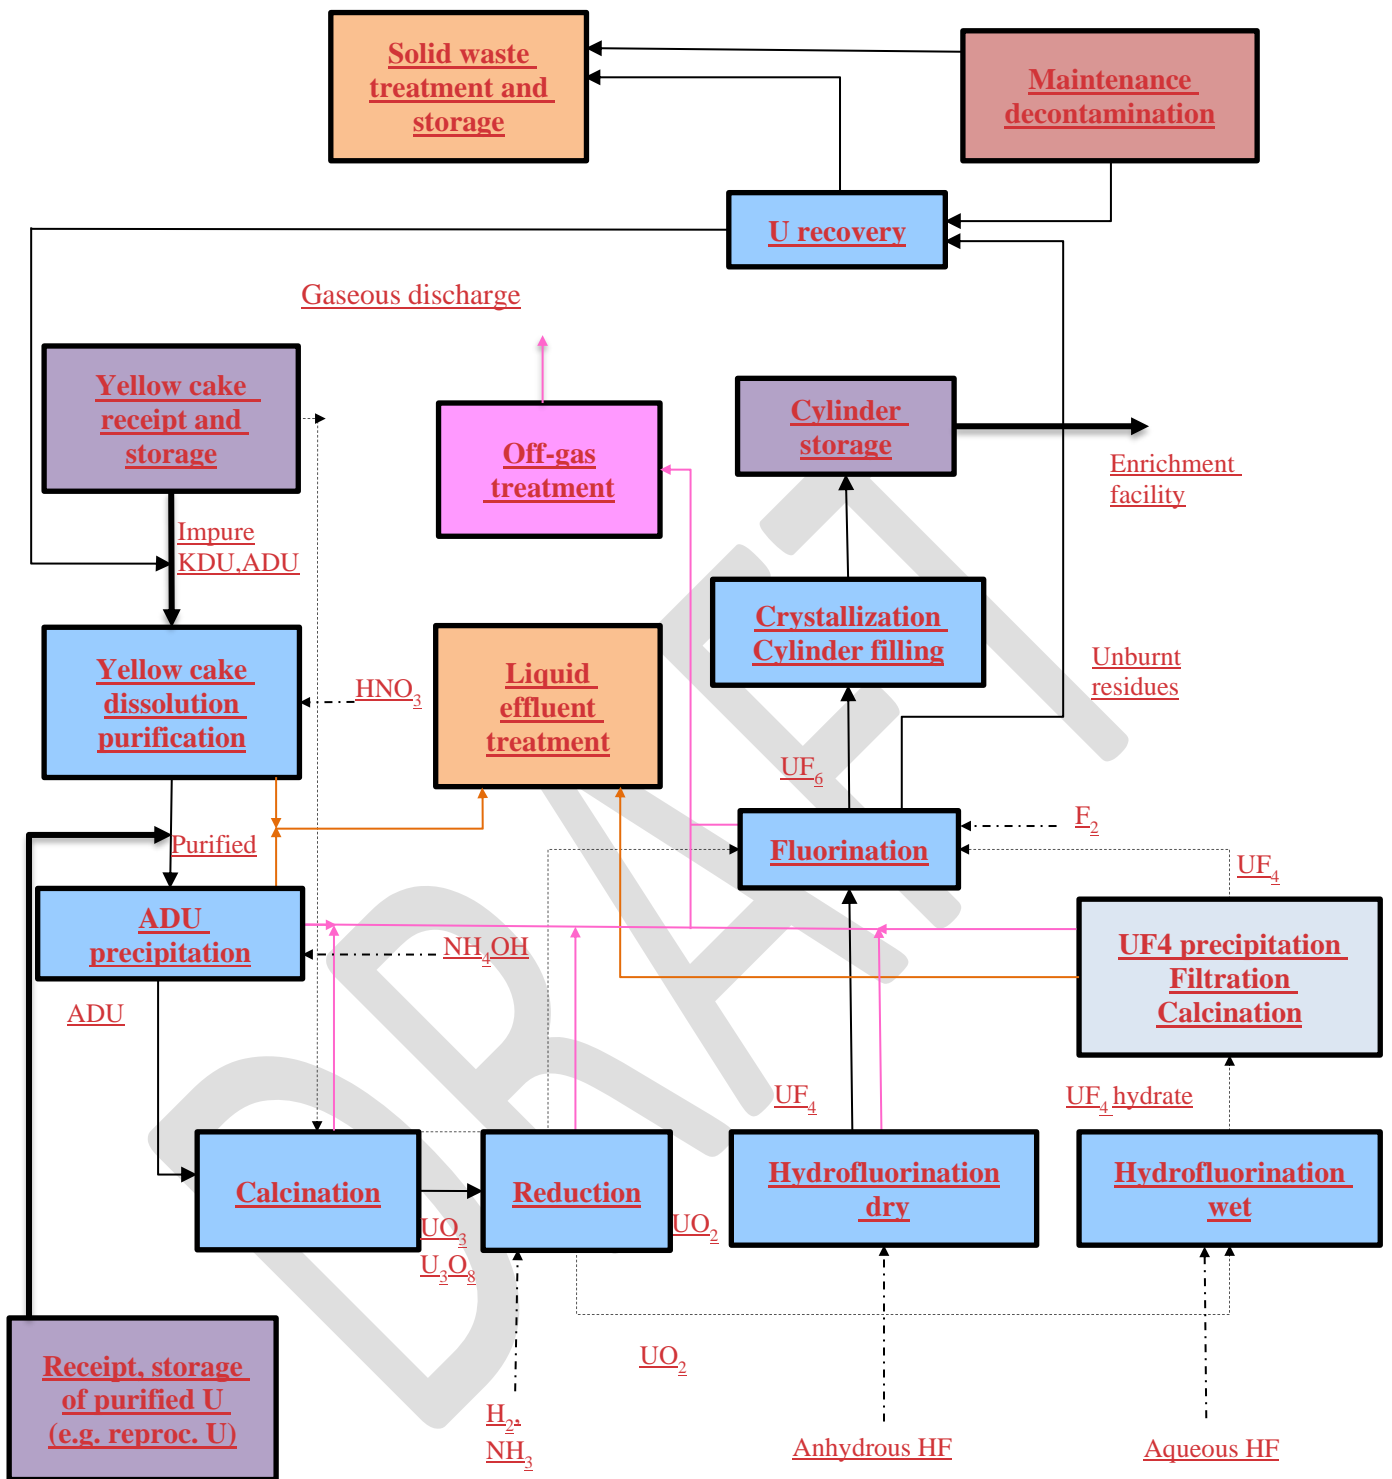 Solid waste
treatment and
storage
Maintenance
decontamination
U recovery
Gaseous discharge
Yellow cake
receipt and
storage
Off-gas
treatment
Cylinder
storage
Enrichment
facility
Impure
KDU,ADU
Yellow cake
dissolution
purification
HNO3
Liquid
effluent
treatment
Crystallization
Cylinder filling
Unburnt
residues
UF6
Purified
Fluorination
F2
UF4
ADU
precipitation
NH4OH
UF4 precipitation
Filtration
Calcination
ADU
UF4
UF4 hydrate
Calcination
Reduction
Hydrofluorination
dry
Hydrofluorination
wet
UO3
U3O8
UO2
UO2
Receipt, storage
of purified U
(e.g. reproc. U)
H2,
NH3
Anhydrous HF
Aqueous HF
DRAFT